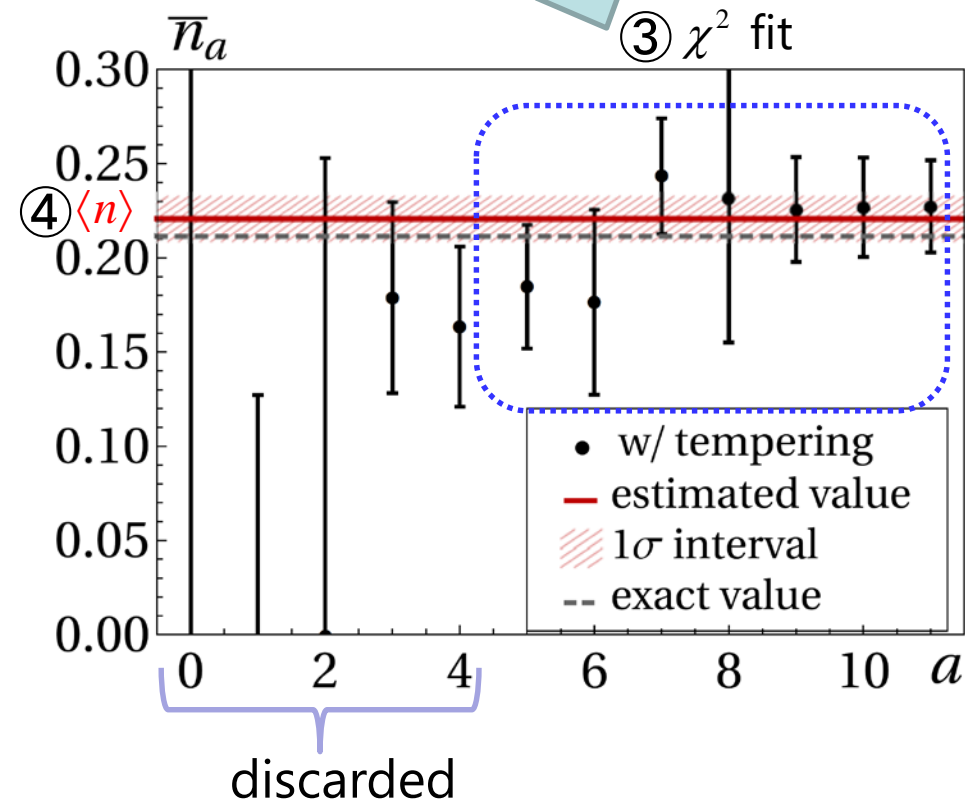 n̅ₐ
③ χ² fit
0.30
0.25
④⟨n⟩
0.20
0.15
0.10
0.05
0.00
w/ tempering
estimated value
1σ interval
exact value
0 2 4 6 8 10 a
discarded